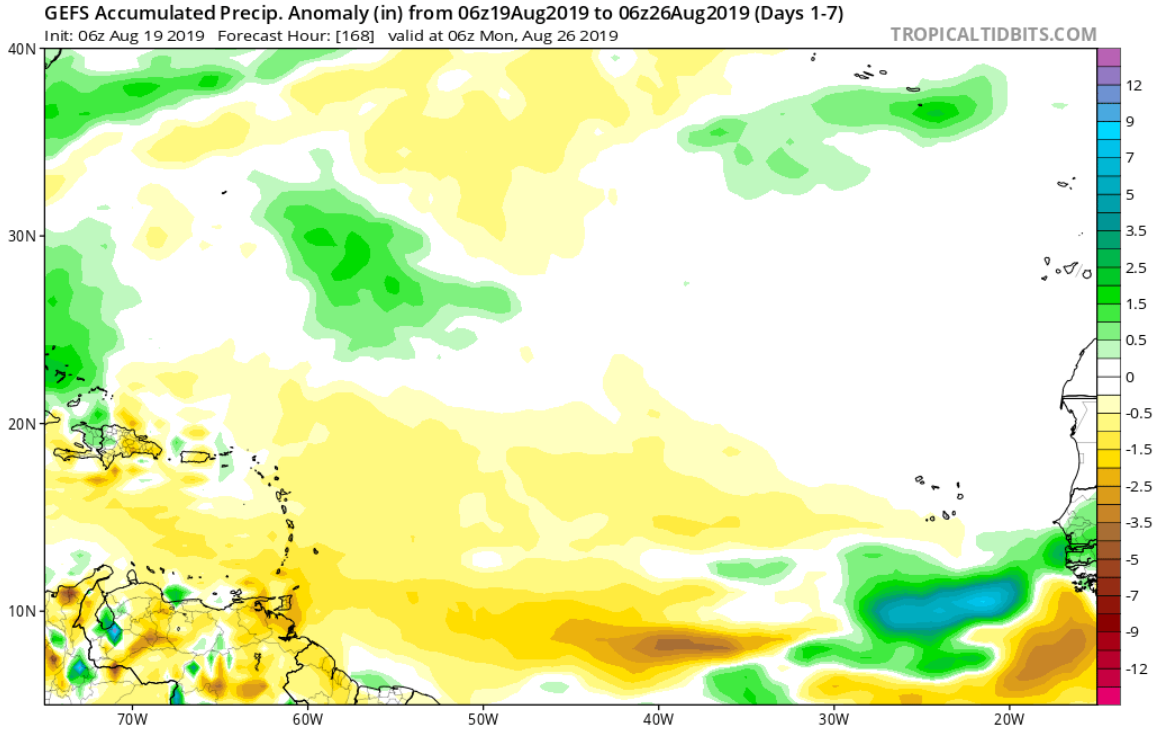 GEFS Accumulated Precip. Anomaly (in) from 06z19Aug2019 to 06z26Aug2019 (Days 1-7)
Init: 06z Aug 19 2019 Forecast Hour: [168] valid at 06z Mon, Aug 26 2019 TROPICALTIDBITS.COM
40N
30N
20N
10N
70W 60W 50W 40W 30W 20W
12
9
7
5
3.5
2.5
1.5
0.5
0
-0.5
-1.5
-2.5
-3.5
-5
-7
-9
-12